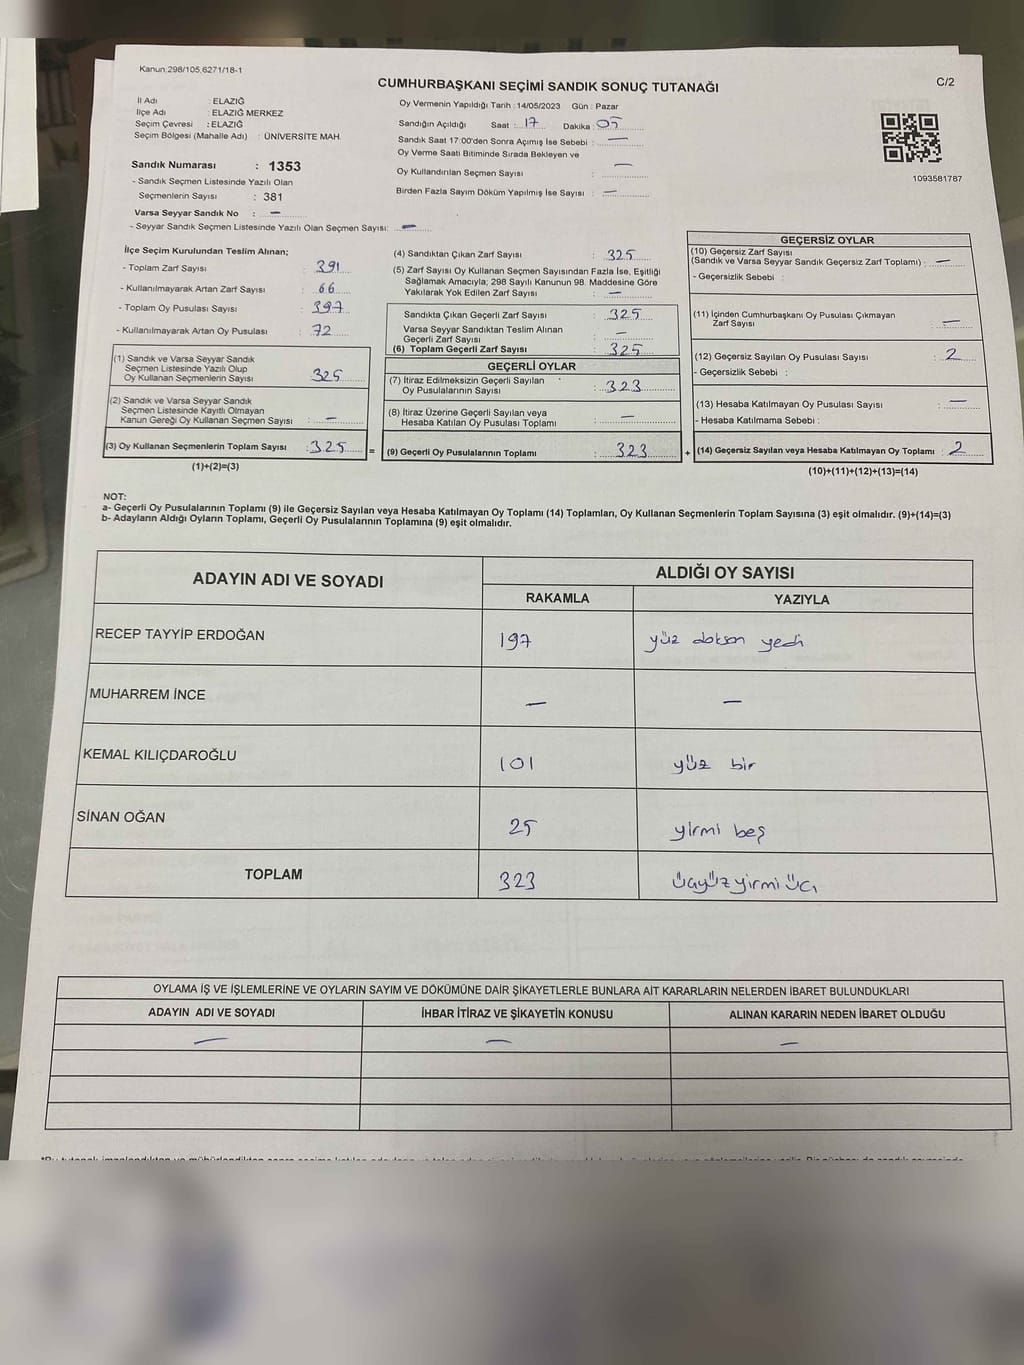 Kanun;298/105,6271/18-1
CUMHURBAŞKANI SEÇİMİ SANDIK SONUÇ TUTANAĞI
C/2
İl Adı : ELAZIĞ
İlçe Adı : ELAZIĞ MERKEZ
Seçim Çevresi : ELAZIĞ
Seçim Bölgesi (Mahalle Adı) : ÜNİVERSİTE MAH.
Sandık Numarası : 1353
- Sandık Seçmen Listesinde Yazılı Olan
Seçmenlerin Sayısı : 381
Varsa Seyyar Sandık No : —
- Seyyar Sandık Seçmen Listesinde Yazılı Olan Seçmen Sayısı: —
Oy Vermenin Yapıldığı Tarih : 14/05/2023 Gün : Pazar
Sandığın Açıldığı Saat : 17 Dakika : 05
Sandık Saat 17:00'den Sonra Açımış İse Sebebi : —
Oy Verme Saati Bitiminde Sırada Bekleyen ve
Oy Kullandırılan Seçmen Sayısı : —
Birden Fazla Sayım Döküm Yapılmış İse Sayısı : —
1093581787
İlçe Seçim Kurulundan Teslim Alınan;
- Toplam Zarf Sayısı : 391
- Kullanılmayarak Artan Zarf Sayısı : 66
- Toplam Oy Pusulası Sayısı : 397
- Kullanılmayarak Artan Oy Pusulası : 72
(1) Sandık ve Varsa Seyyar Sandık
Seçmen Listesinde Yazılı Olup
Oy Kullanan Seçmenlerin Sayısı : 325
(2) Sandık ve Varsa Seyyar Sandık
Seçmen Listesinde Kayıtlı Olmayan
Kanun Gereği Oy Kullanan Seçmen Sayısı : —
(3) Oy Kullanan Seçmenlerin Toplam Sayısı : 325 =
(1)+(2)=(3)
(4) Sandıktan Çıkan Zarf Sayısı : 325
(5) Zarf Sayısı Oy Kullanan Seçmen Sayısından Fazla İse, Eşitliği
Sağlamak Amacıyla; 298 Sayılı Kanunun 98. Maddesine Göre
Yakılarak Yok Edilen Zarf Sayısı : —
Sandıkta Çıkan Geçerli Zarf Sayısı : 325
Varsa Seyyar Sandıktan Teslim Alınan
Geçerli Zarf Sayısı : —
(6) Toplam Geçerli Zarf Sayısı : 325
GEÇERLİ OYLAR
(7) İtiraz Edilmeksizin Geçerli Sayılan
Oy Pusulalarının Sayısı : 323
(8) İtiraz Üzerine Geçerli Sayılan veya
Hesaba Katılan Oy Pusulası Toplamı : —
(9) Geçerli Oy Pusulalarının Toplamı : 323 +
GEÇERSİZ OYLAR
(10) Geçersiz Zarf Sayısı
(Sandık ve Varsa Seyyar Sandık Geçersiz Zarf Toplamı) : —
- Geçersizlik Sebebi :
(11) İçinden Cumhurbaşkanı Oy Pusulası Çıkmayan
Zarf Sayısı : —
(12) Geçersiz Sayılan Oy Pusulası Sayısı : 2
- Geçersizlik Sebebi :
(13) Hesaba Katılmayan Oy Pusulası Sayısı : —
- Hesaba Katılmama Sebebi :
(14) Geçersiz Sayılan veya Hesaba Katılmayan Oy Toplamı : 2
(10)+(11)+(12)+(13)=(14)
NOT:
a- Geçerli Oy Pusulalarının Toplamı (9) ile Geçersiz Sayılan veya Hesaba Katılmayan Oy Toplamı (14) Toplamları, Oy Kullanan Seçmenlerin Toplam Sayısına (3) eşit olmalıdır. (9)+(14)=(3)
b- Adayların Aldığı Oyların Toplamı, Geçerli Oy Pusulalarının Toplamına (9) eşit olmalıdır.
ADAYIN ADI VE SOYADI
ALDIĞI OY SAYISI
RAKAMLA YAZIYLA
RECEP TAYYİP ERDOĞAN 197 yüz doksan yedi
MUHARREM İNCE — —
KEMAL KILIÇDAROĞLU 101 yüz bir
SİNAN OĞAN 25 yirmi beş
TOPLAM 323 üçyüz yirmi üç
OYLAMA İŞ VE İŞLEMLERİNE VE OYLARIN SAYIM VE DÖKÜMÜNE DAİR ŞİKAYETLERLE BUNLARA AİT KARARLARIN NELERDEN İBARET BULUNDUKLARI
ADAYIN ADI VE SOYADI İHBAR İTİRAZ VE ŞİKAYETİN KONUSU ALINAN KARARIN NEDEN İBARET OLDUĞU
— — —